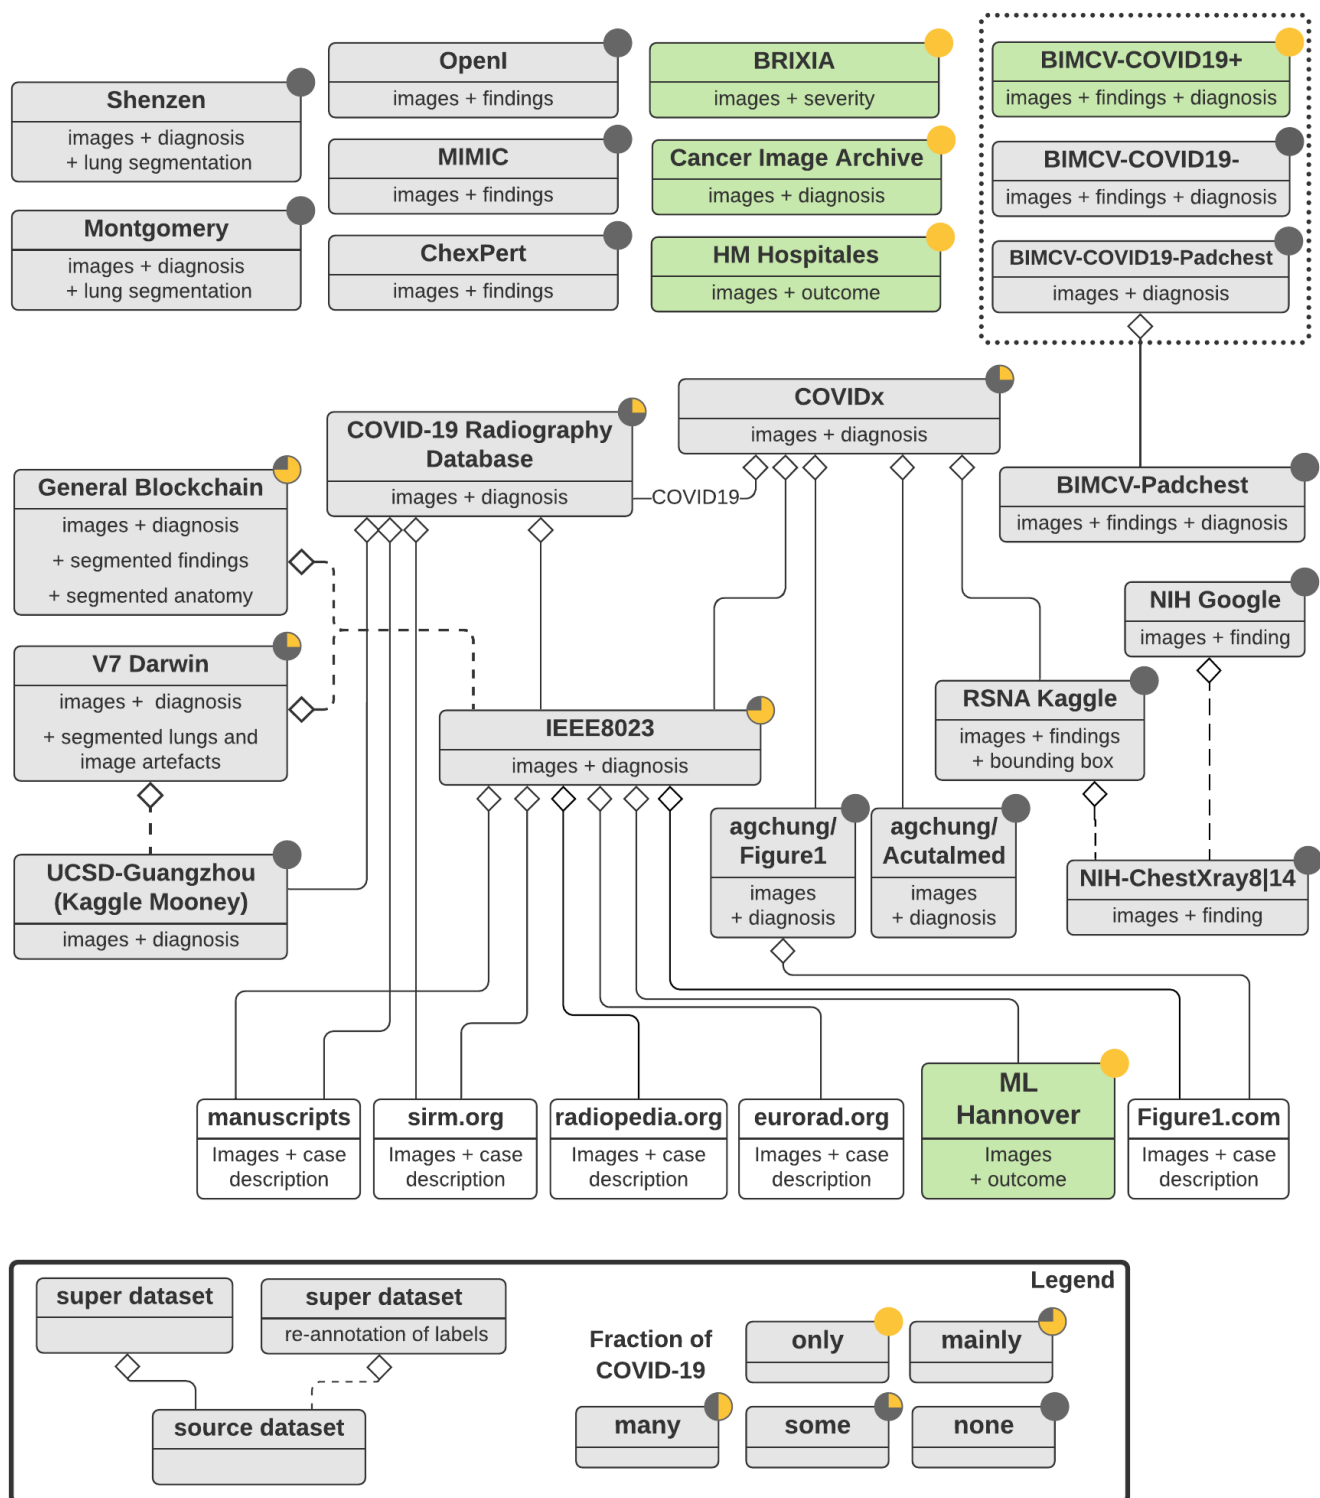 Shenzen
images + diagnosis
+ lung segmentation
Montgomery
images + diagnosis
+ lung segmentation
OpenI
images + findings
MIMIC
images + findings
ChexPert
images + findings
BRIXIA
images + severity
Cancer Image Archive
images + diagnosis
HM Hospitales
images + outcome
BIMCV-COVID19+
images + findings + diagnosis
BIMCV-COVID19-
images + findings + diagnosis
BIMCV-COVID19-Padchest
images + diagnosis
COVIDx
images + diagnosis
COVID-19 Radiography
Database
images + diagnosis
COVID19
General Blockchain
images + diagnosis
+ segmented findings
+ segmented anatomy
BIMCV-Padchest
images + findings + diagnosis
NIH Google
images + finding
V7 Darwin
images + diagnosis
+ segmented lungs and
image artefacts
IEEE8023
images + diagnosis
RSNA Kaggle
images + findings
+ bounding box
agchung/
Figure1
images
+ diagnosis
agchung/
Acutalmed
images
+ diagnosis
NIH-ChestXray8|14
images + finding
UCSD-Guangzhou
(Kaggle Mooney)
images + diagnosis
manuscripts
Images + case
description
sirm.org
Images + case
description
radiopedia.org
Images + case
description
eurorad.org
Images + case
description
ML
Hannover
Images
+ outcome
Figure1.com
Images + case
description
Legend
super dataset
super dataset
re-annotation of labels
source dataset
Fraction of
COVID-19
only
mainly
many
some
none